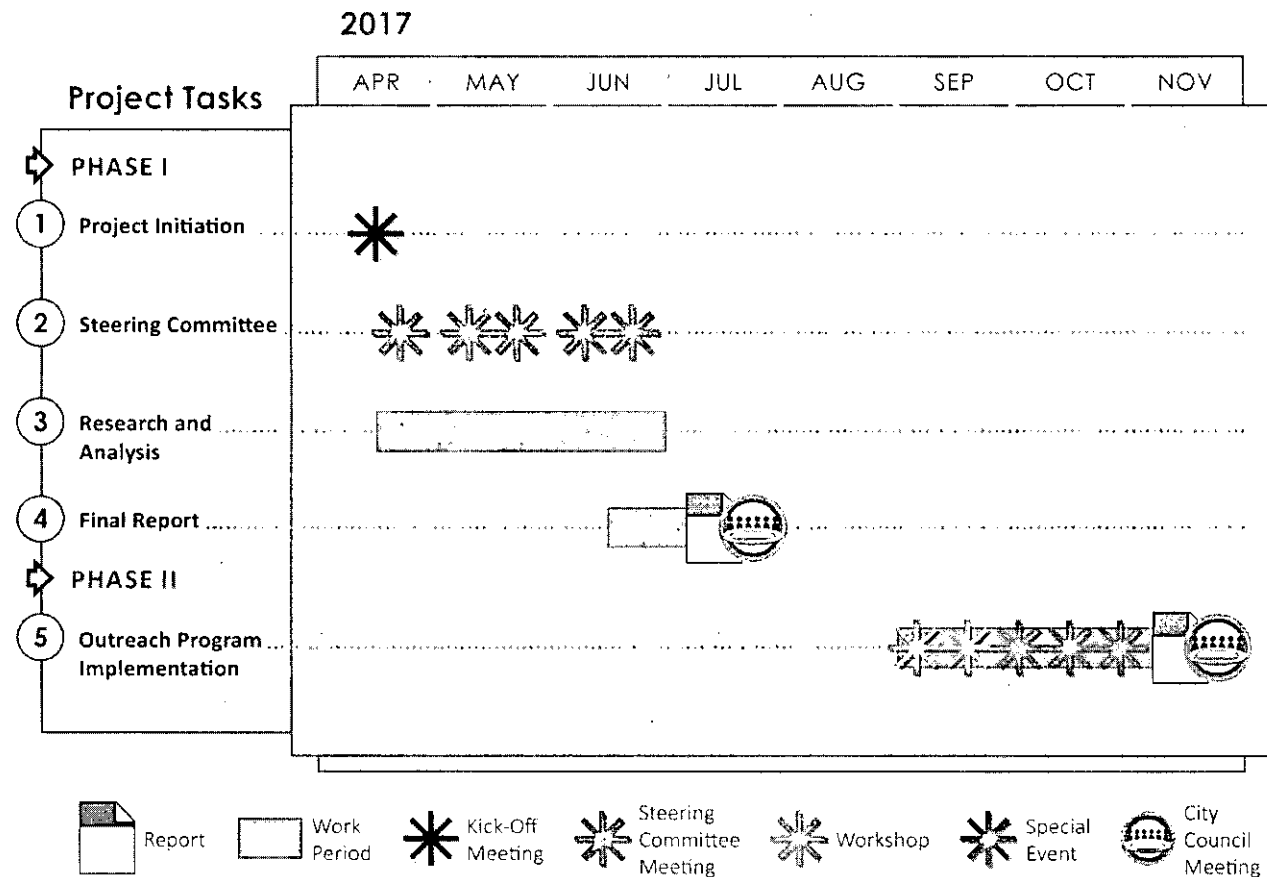 2017
APR MAY JUN JUL AUG SEP OCT NOV
Project Tasks
PHASE I
1 Project Initiation
2 Steering Committee
3 Research and
Analysis
4 Final Report
PHASE II
5 Outreach Program
Implementation
Report
Work
Period
Kick-Off
Meeting
Steering
Committee
Meeting
Workshop
Special
Event
City
Council
Meeting